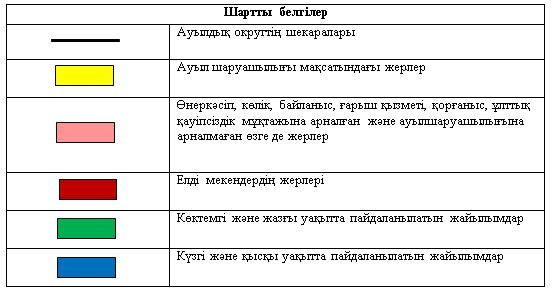 Шартты белгілер
Ауылдық округтің шекаралары
Ауыл шаруашылығы мақсатындағы жерлер
Өнеркәсіп, көлік, байланыс, ғарыш қызметі, қорғаныс, ұлттық
қауіпсіздік мұқтажына арналған және ауылшаруашылығына
арналмаған өзге де жерлер
Елді мекендердің жерлері
Көктемгі және жазғы уақытта пайдаланылатын жайылымдар
Күзгі және қысқы уақытта пайдаланылатын жайылымдар